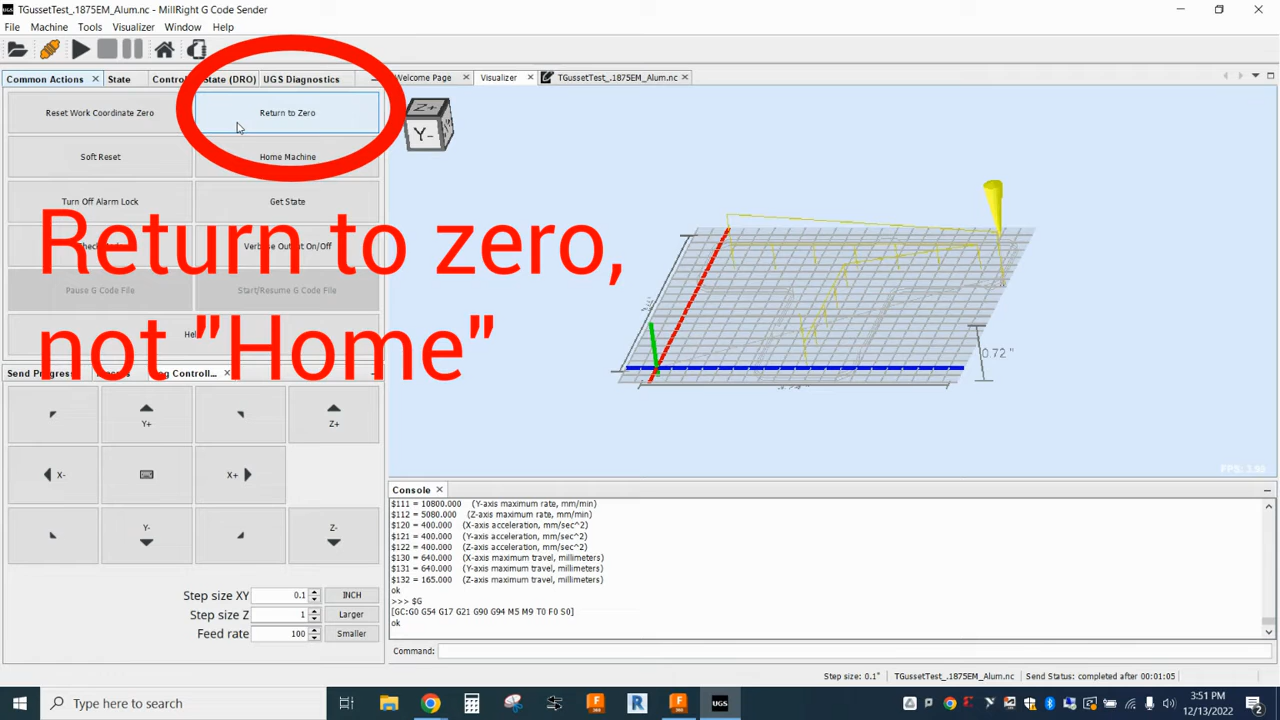 TGussetTest_.1875EM_Alum.nc - MillRight G Code Sender
File Machine Tools Visualizer Window Help
Common Actions State State (DRO) UGS Diagnostics
Welcome Page Visualizer TGussetTest_.1875EM_Alum.nc
Reset Work Coordinate Zero Return to Zero
Z+
Y-
Soft Reset Home Machine
Turn Off Alarm Lock Get State
Output On/Off
Pause G Code File Start/Resume G Code File
Return to zero,
not "Home"
0.72 "
Y+ Z+
X- X+
Y- Z-
Step size XY 0.1 INCH
Step size Z 1 Larger
Feed rate 100 Smaller
Console
$111 = 10800.000 (Y-axis maximum rate, mm/min)
$112 = 5080.000 (Z-axis maximum rate, mm/min)
$120 = 400.000 (X-axis acceleration, mm/sec^2)
$121 = 400.000 (Y-axis acceleration, mm/sec^2)
$122 = 400.000 (Z-axis acceleration, mm/sec^2)
$130 = 640.000 (X-axis maximum travel, millimeters)
$131 = 640.000 (Y-axis maximum travel, millimeters)
$132 = 165.000 (Z-axis maximum travel, millimeters)
ok
>>> $G
[GC:G0 G54 G17 G21 G90 G94 M5 M9 T0 F0 S0]
ok
Command:
Step size: 0.1" TGussetTest_.1875EM_Alum.nc Send Status: completed after 00:01:05
Type here to search
UGS
3:51 PM
12/13/2022
2